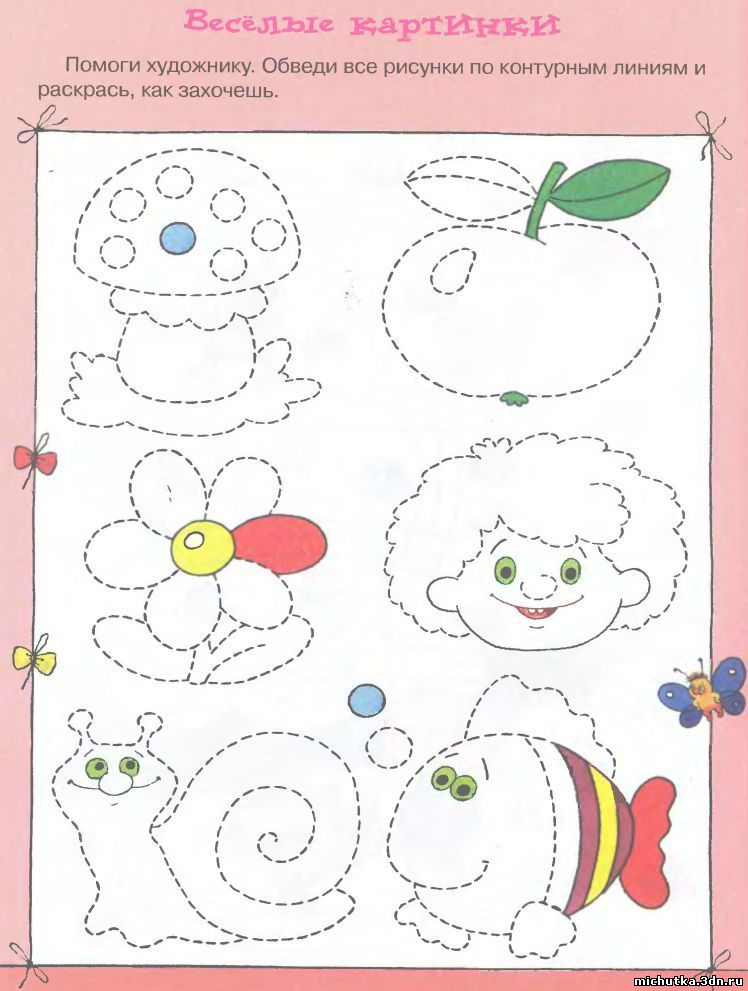 Весёлые картинки
Помоги художнику. Обведи все рисунки по контурным линиям и
раскрась, как захочешь.
michutka.3dn.ru